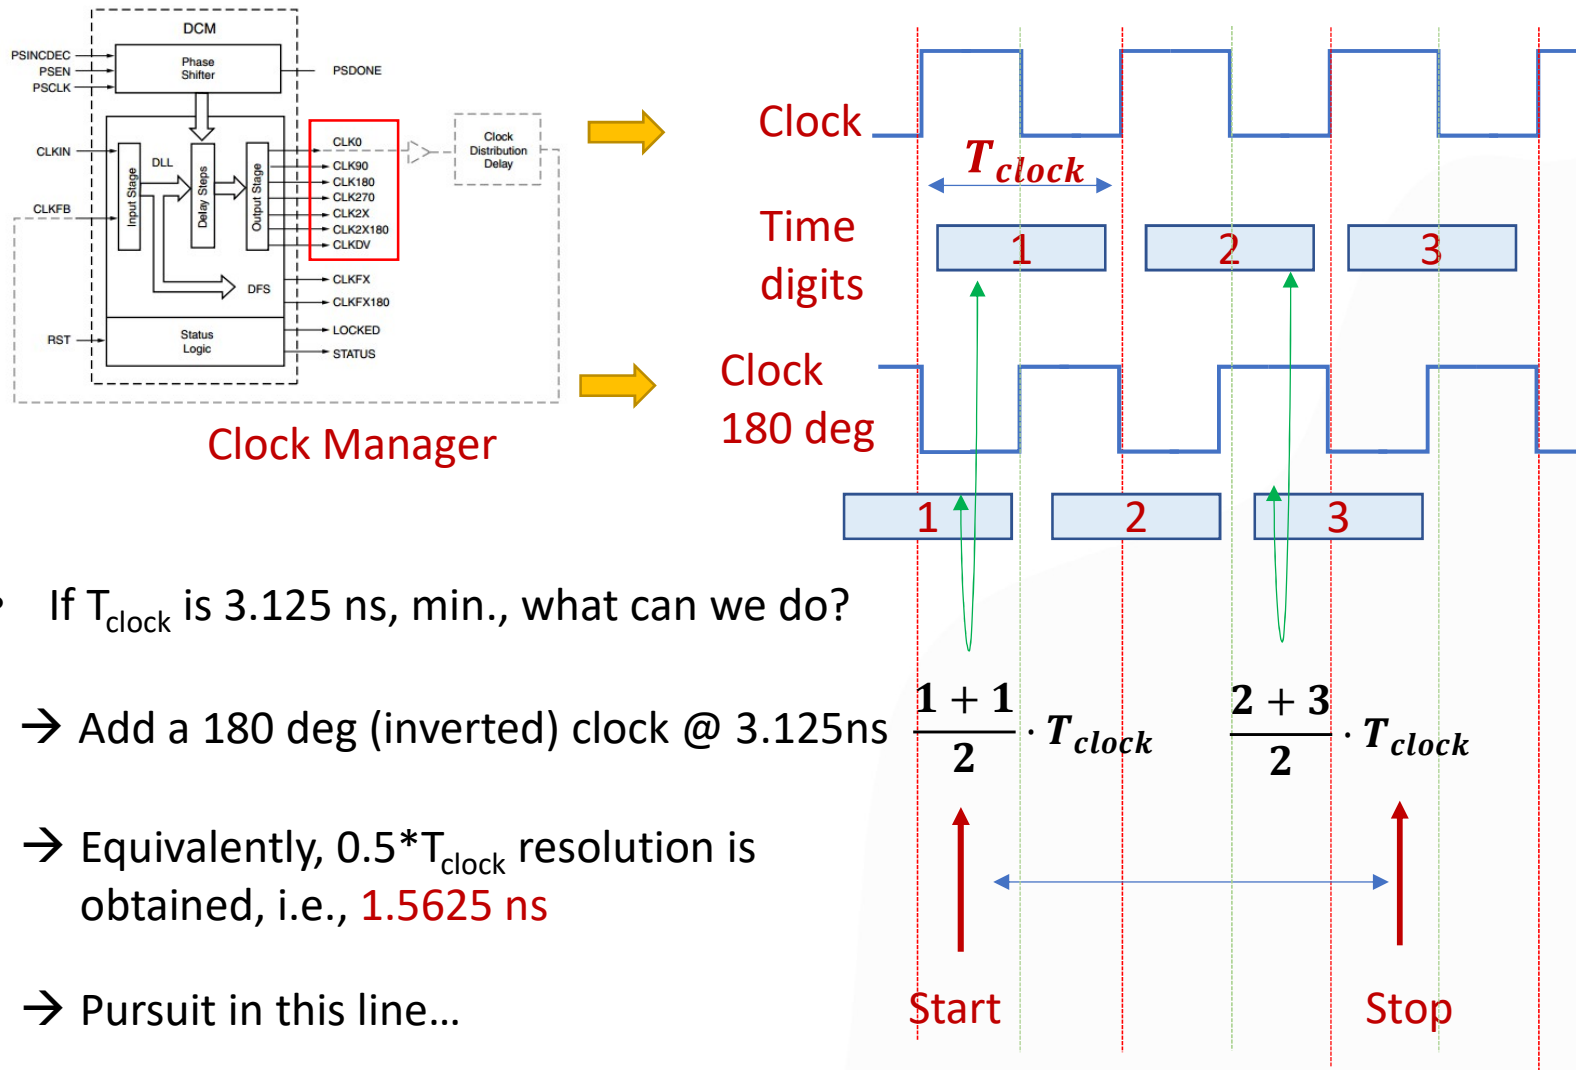 DCM
PSINCDEC
PSEN
PSCLK
Phase
Shifter
PSDONE
CLKIN
CLKFB
Input Stage
DLL
Delay Steps
Output Stage
CLK0
CLK90
CLK180
CLK270
CLK2X
CLK2X180
CLKDV
Clock
Distribution
Delay
DFS
CLKFX
CLKFX180
RST
Status
Logic
LOCKED
STATUS
Clock Manager
Clock
T_clock
Time
digits
1 2 3
Clock
180 deg
1 2 3
• If T_clock is 3.125 ns, min., what can we do?
→ Add a 180 deg (inverted) clock @ 3.125ns
→ Equivalently, 0.5*T_clock resolution is
obtained, i.e., 1.5625 ns
→ Pursuit in this line…
1 + 1
2
· T_clock
2 + 3
2
· T_clock
Start
Stop